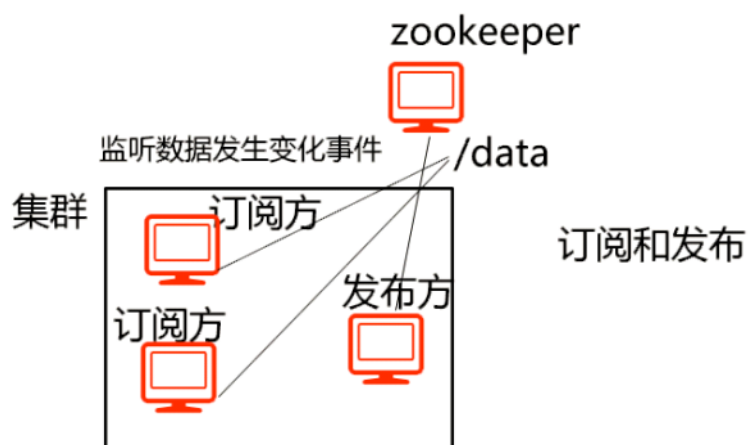 zookeeper
监听数据发生变化事件
/data
集群
订阅方
订阅和发布
发布方
订阅方